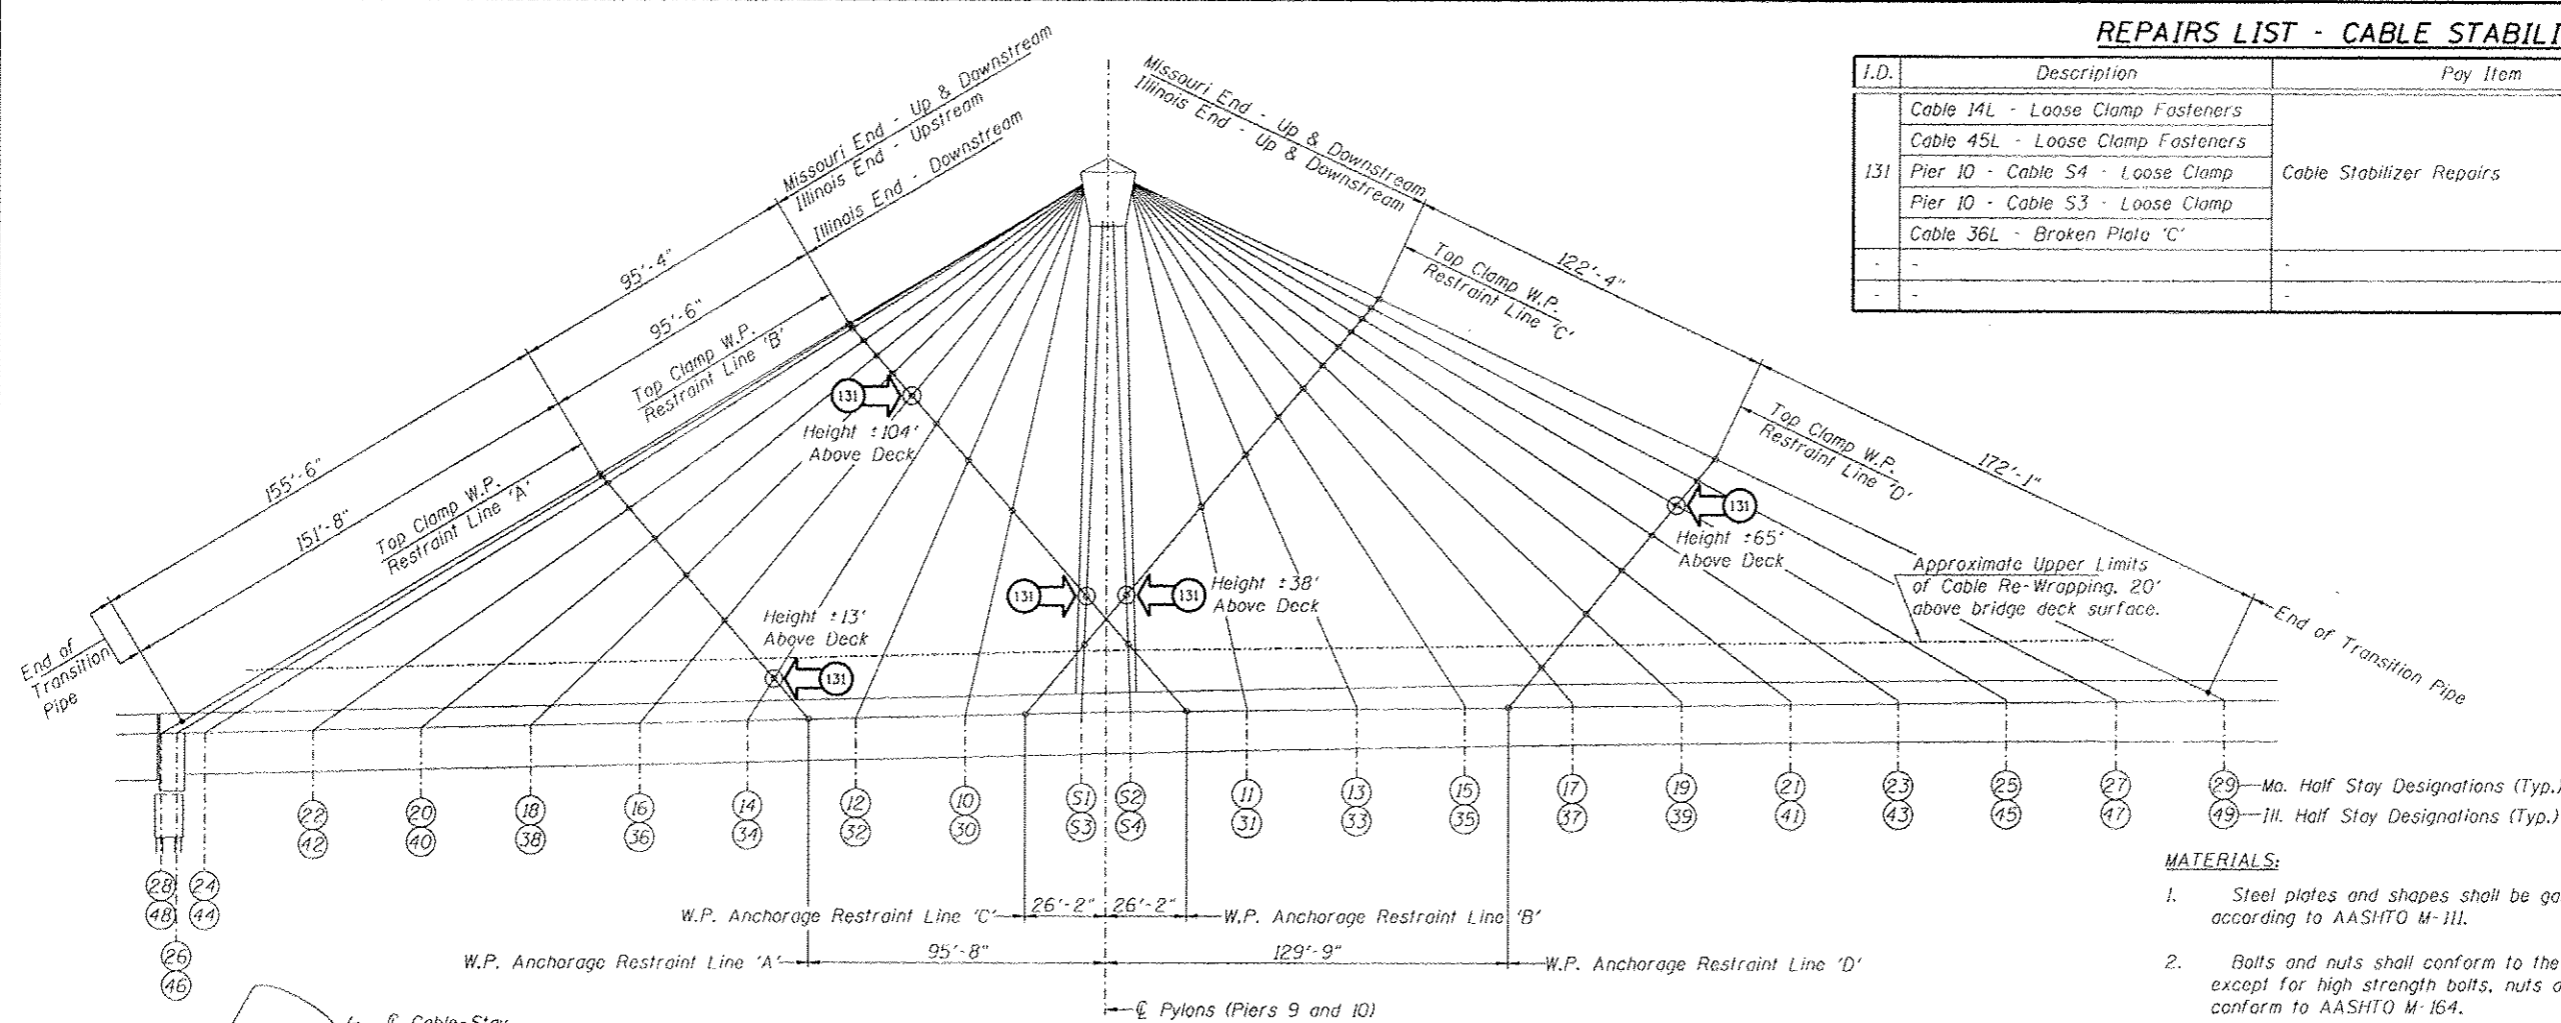 REPAIRS LIST - CABLE STABILI
I.D.
Description
Pay Item
131
Cable 14L - Loose Clamp Fasteners
Cable 45L - Loose Clamp Fasteners
Pier 10 - Cable S4 - Loose Clamp
Pier 10 - Cable S3 - Loose Clamp
Cable 36L - Broken Plate 'C'
Cable Stabilizer Repairs
- - -
- - -
Missouri End - Up & Downstream
Illinois End - Upstream
Illinois End - Downstream
Missouri End - Up & Downstream
Illinois End - Up & Downstream
95'-4"
95'-6"
Top Clamp W.P.
Restraint Line 'B'
155'-6"
151'-8"
Top Clamp W.P.
Restraint Line 'A'
End of
Transition
Pipe
122'-4"
Top Clamp W.P.
Restraint Line 'C'
172'-1"
Top Clamp W.P.
Restraint Line 'D'
End of Transition Pipe
131
Height ±104'
Above Deck
131
Height ±65'
Above Deck
131
131
Height ±38'
Above Deck
Height ±13'
Above Deck
131
Approximate Upper Limits
of Cable Re-Wrapping, 20'
above bridge deck surface.
22 20 18 16 14 12 10 S1 S2 11 13 15 17 19 21 23 25 27 29 Mo. Half Stay Designations (Typ.)
42 40 38 36 34 32 30 S3 S4 31 33 35 37 39 41 43 45 47 49 Ill. Half Stay Designations (Typ.)
28 24
48 44
26
46
W.P. Anchorage Restraint Line 'C' 26'-2" 26'-2" W.P. Anchorage Restraint Line 'B'
W.P. Anchorage Restraint Line 'A' 95'-8" 129'-9" W.P. Anchorage Restraint Line 'D'
℄ Pylons (Piers 9 and 10)
℄ Cable-Stay
MATERIALS:
1. Steel plates and shapes shall be ga
according to AASHTO M-111.
2. Bolts and nuts shall conform to the
except for high strength bolts, nuts a
conform to AASHTO M-164.